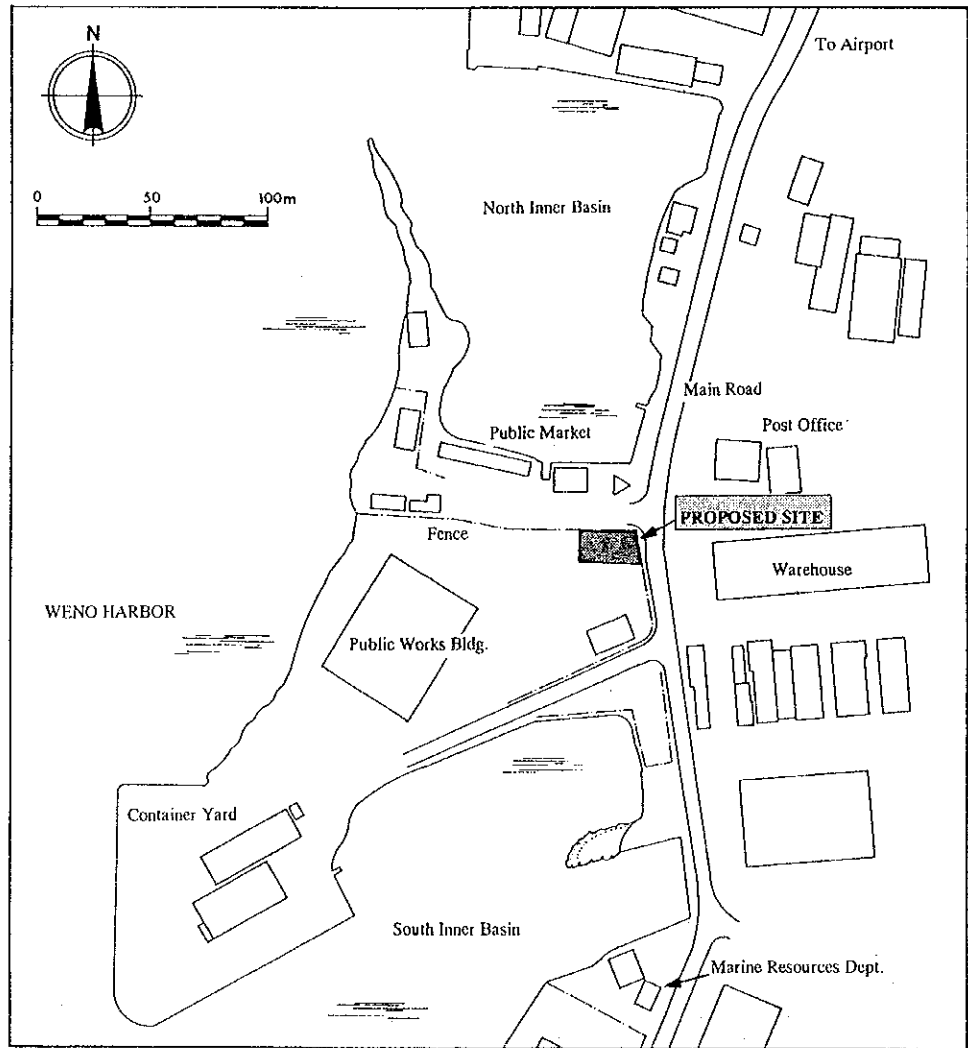 N
To Airport
0 50 100m
North Inner Basin
Main Road
Post Office
Public Market
PROPOSED SITE
Fence
Warehouse
WENO HARBOR
Public Works Bldg.
Container Yard
South Inner Basin
Marine Resources Dept.